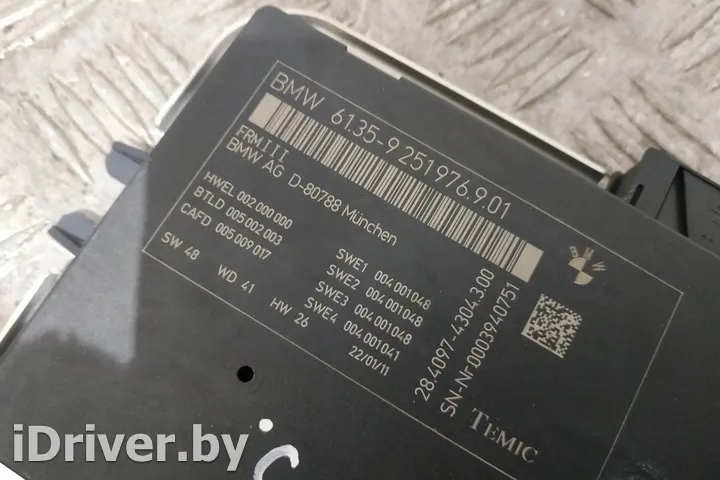 BMW 61.35-9 251 976.9 01
FRM III
BMW AG D-80788 München
HWEL 002 000 000
BTLD 005 002 003
CAFD 005 009 017
SW 48 WD 41 HW 26
SWE1 004 001 048
SWE2 004 001 048
SWE3 004 001 048
SWE4 004 001 041
22/01/11
28.4097-4304.3.00
SN-Nr.0003940751
BMW
TEMIC
iDriver.by